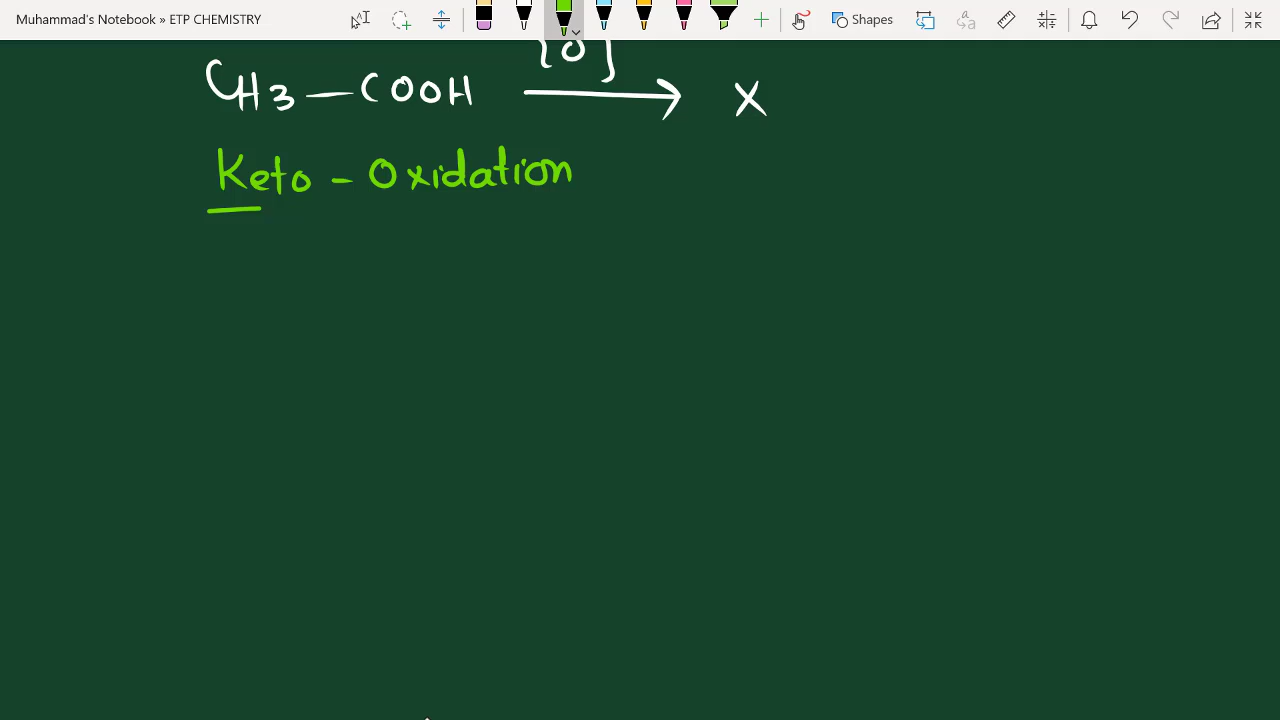 Muhammad's Notebook » ETP CHEMISTRY
Shapes
[O]
CH3 — COOH ⟶ X
Keto - Oxidation